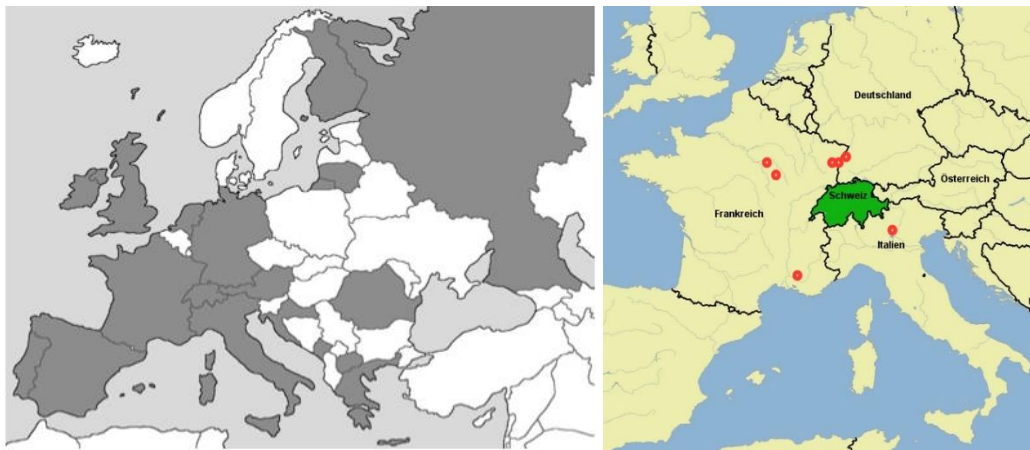 Deutschland
Österreich
Schweiz
Frankreich
Italien